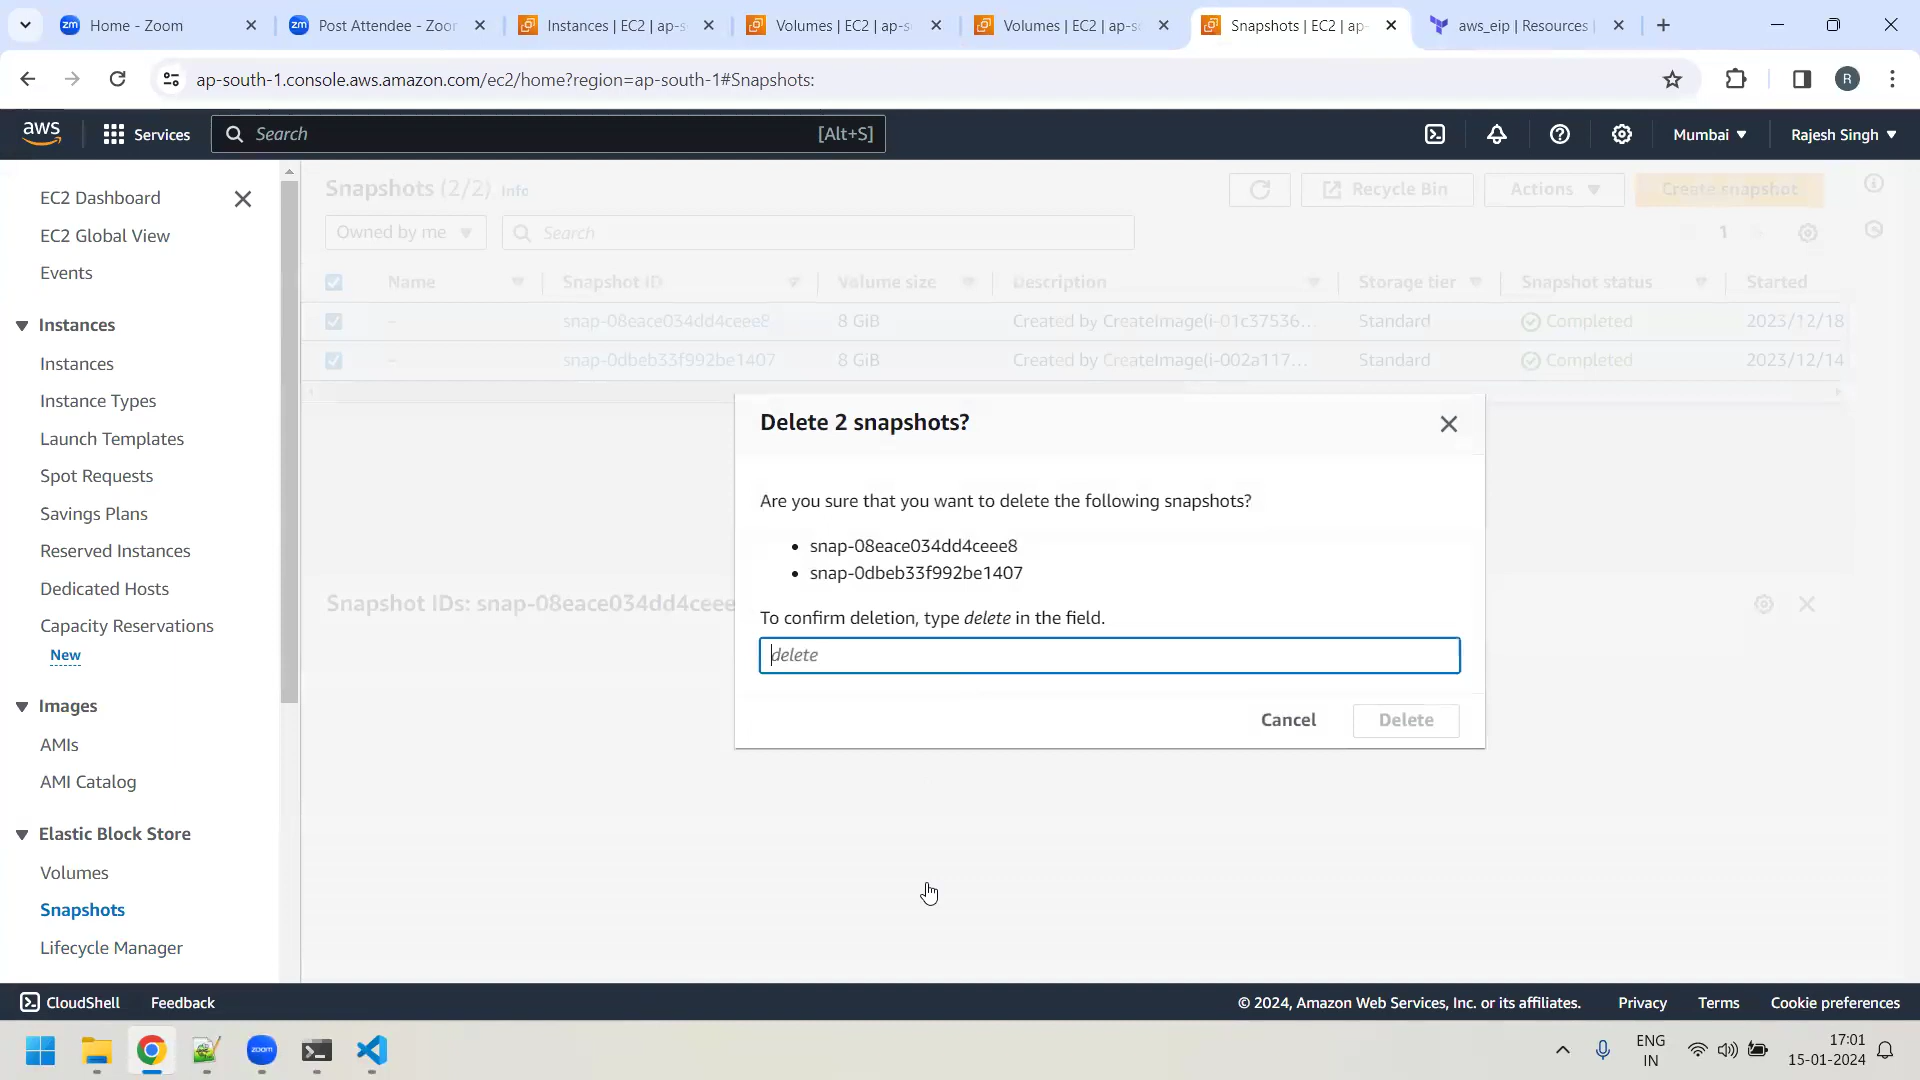 Home - Zoom
Post Attendee - Zoor
Instances | EC2 | ap-s
Volumes | EC2 | ap-s
Volumes | EC2 | ap-so
Snapshots | EC2 | ap-
aws_eip | Resources
ap-south-1.console.aws.amazon.com/ec2/home?region=ap-south-1#Snapshots:
R
aws
Services
Search
[Alt+S]
Mumbai
Rajesh Singh
EC2 Dashboard
EC2 Global View
Events
Instances
Instances
Instance Types
Launch Templates
Spot Requests
Savings Plans
Reserved Instances
Dedicated Hosts
Capacity Reservations
New
Images
AMIs
AMI Catalog
Elastic Block Store
Volumes
Snapshots
Lifecycle Manager
Snapshots (2/2) Info
Recycle Bin
Actions
Create snapshot
Owned by me
Search
1
Name Snapshot ID Volume size Description Storage tier Snapshot status Started
– snap-08eace034dd4ceee8 8 GiB Created by CreateImage(i-01c37536... Standard Completed 2023/12/18
– snap-0dbeb33f992be1407 8 GiB Created by CreateImage(i-002a117... Standard Completed 2023/12/14
Snapshot IDs: snap-08eace034dd4ceee
Delete 2 snapshots?
Are you sure that you want to delete the following snapshots?
• snap-08eace034dd4ceee8
• snap-0dbeb33f992be1407
To confirm deletion, type delete in the field.
delete
Cancel
Delete
CloudShell
Feedback
© 2024, Amazon Web Services, Inc. or its affiliates.
Privacy
Terms
Cookie preferences
zoom
ENG
IN
17:01
15-01-2024